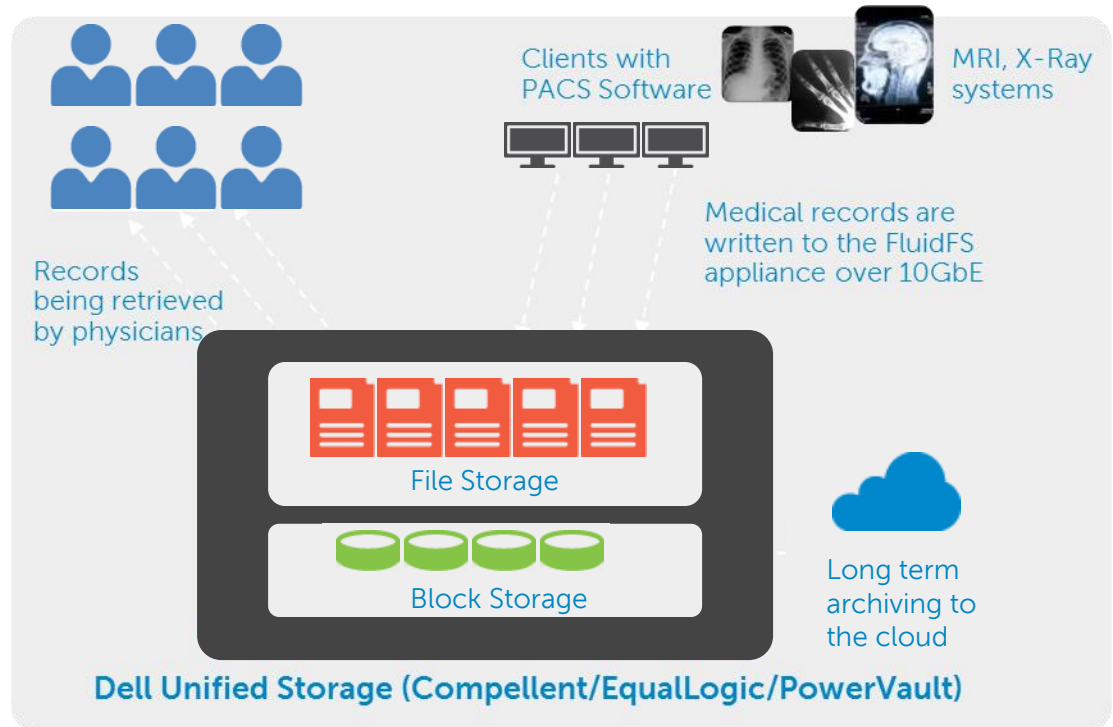 Clients with
PACS Software
MRI, X-Ray
systems
Medical records are
written to the FluidFS
appliance over 10GbE
Records
being retrieved
by physicians
File Storage
Block Storage
Long term
archiving to
the cloud
Dell Unified Storage (Compellent/EqualLogic/PowerVault)